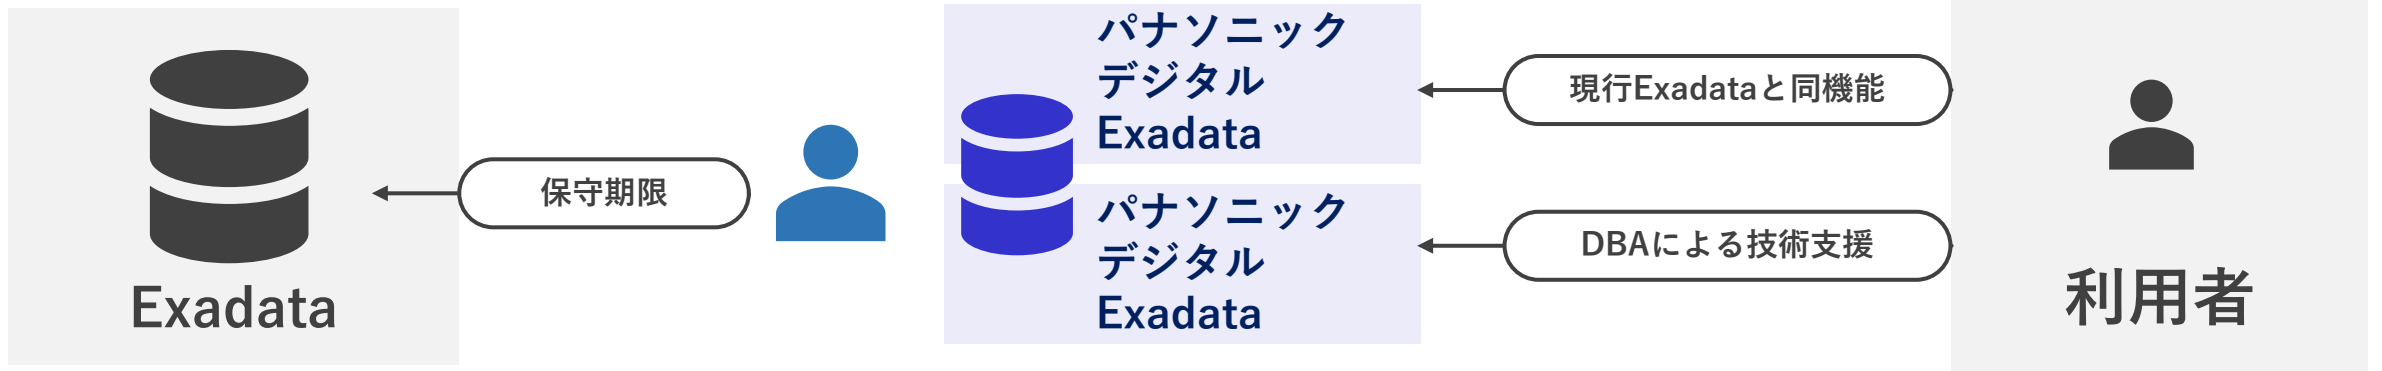 Exadata
保守期限
パナソニック
デジタル
Exadata
パナソニック
デジタル
Exadata
現行Exadataと同機能
DBAによる技術支援
利用者